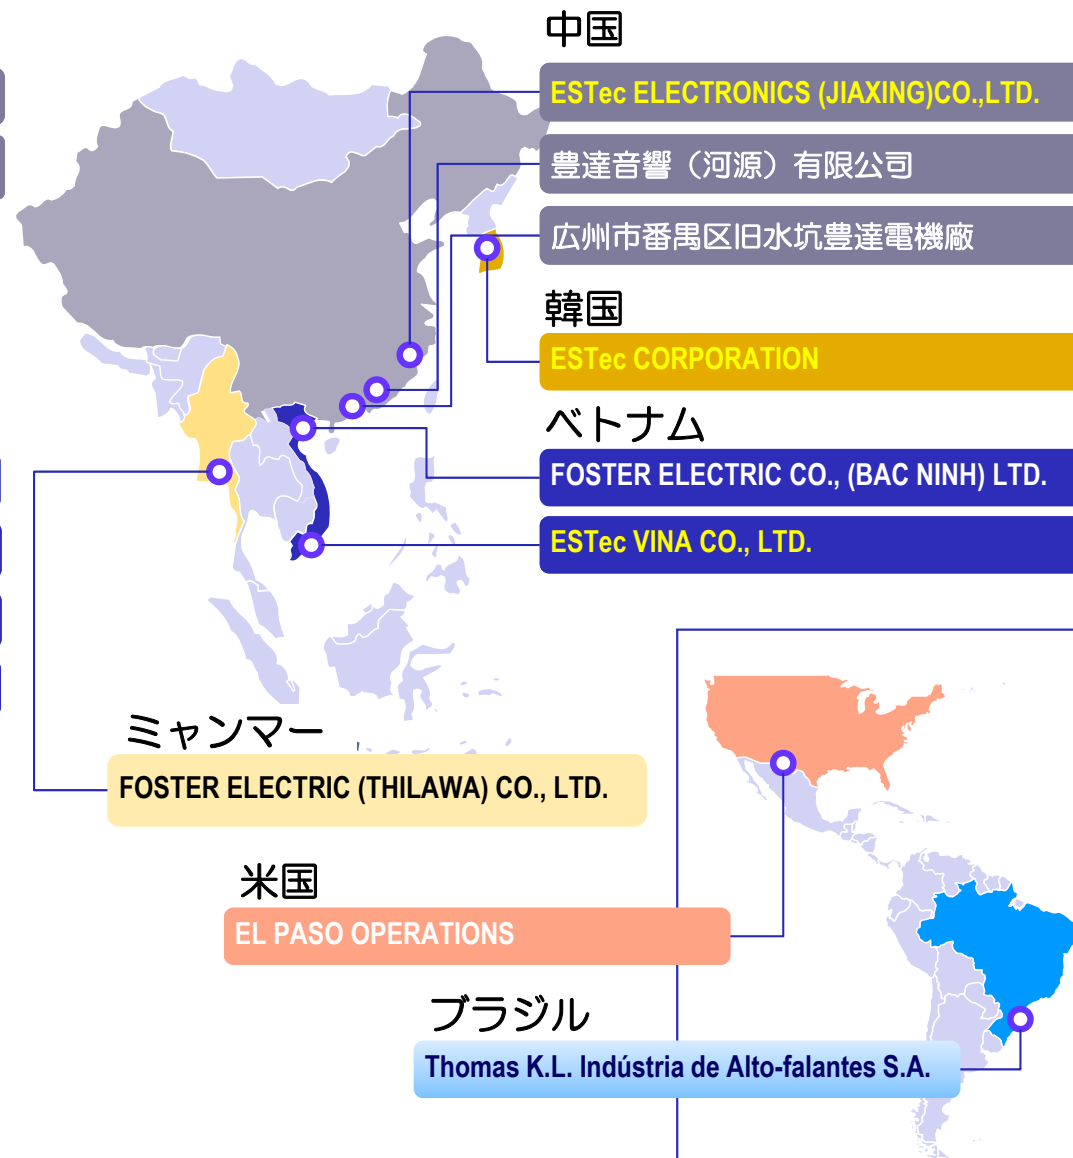 中国
ESTec ELECTRONICS (JIAXING)CO.,LTD.
豊達音響（河源）有限公司
広州市番禺区旧水坑豊達電機廠
韓国
ESTec CORPORATION
ベトナム
FOSTER ELECTRIC CO., (BAC NINH) LTD.
ESTec VINA CO., LTD.
ミャンマー
FOSTER ELECTRIC (THILAWA) CO., LTD.
米国
EL PASO OPERATIONS
ブラジル
Thomas K.L. Indústria de Alto-falantes S.A.